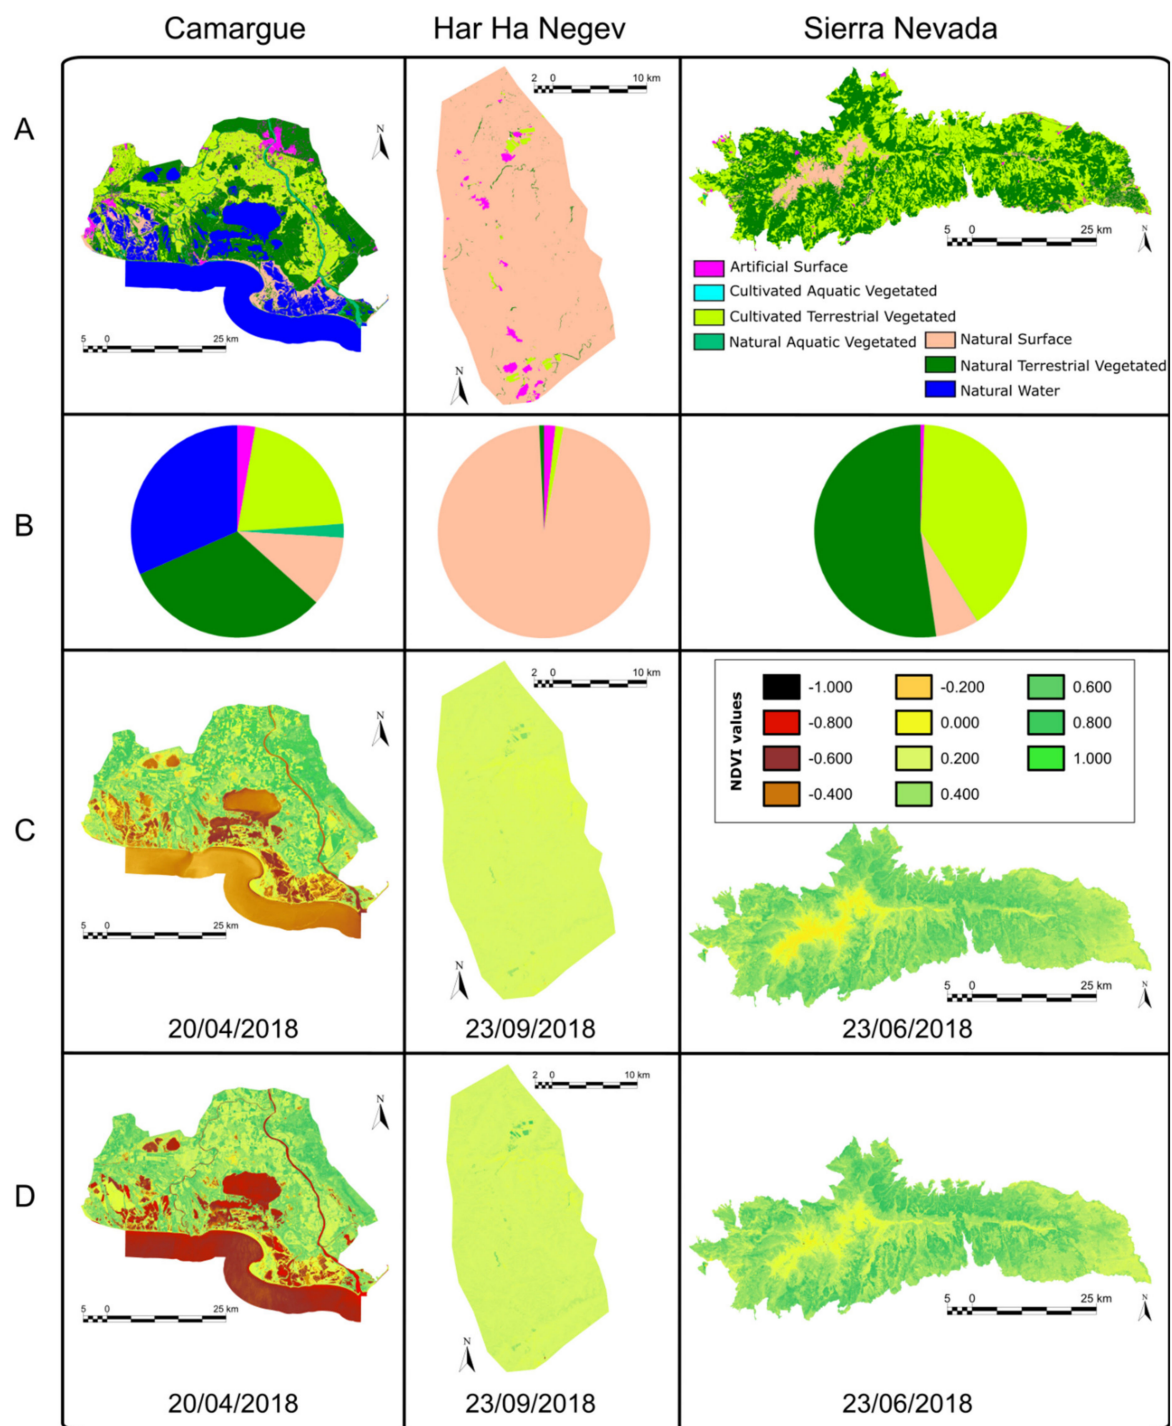 Camargue Har Ha Negev Sierra Nevada
A
N
5 0 25 km
2 0 10 km
N
5 0 25 km
N
Artificial Surface
Cultivated Aquatic Vegetated
Cultivated Terrestrial Vegetated
Natural Aquatic Vegetated
Natural Surface
Natural Terrestrial Vegetated
Natural Water
B
C
N
5 0 25 km
20/04/2018
2 0 10 km
N
23/09/2018
NDVI values
-1.000 -0.200 0.600
-0.800 0.000 0.800
-0.600 0.200 1.000
-0.400 0.400
5 0 25 km
N
23/06/2018
D
N
5 0 25 km
20/04/2018
2 0 10 km
N
23/09/2018
5 0 25 km
N
23/06/2018